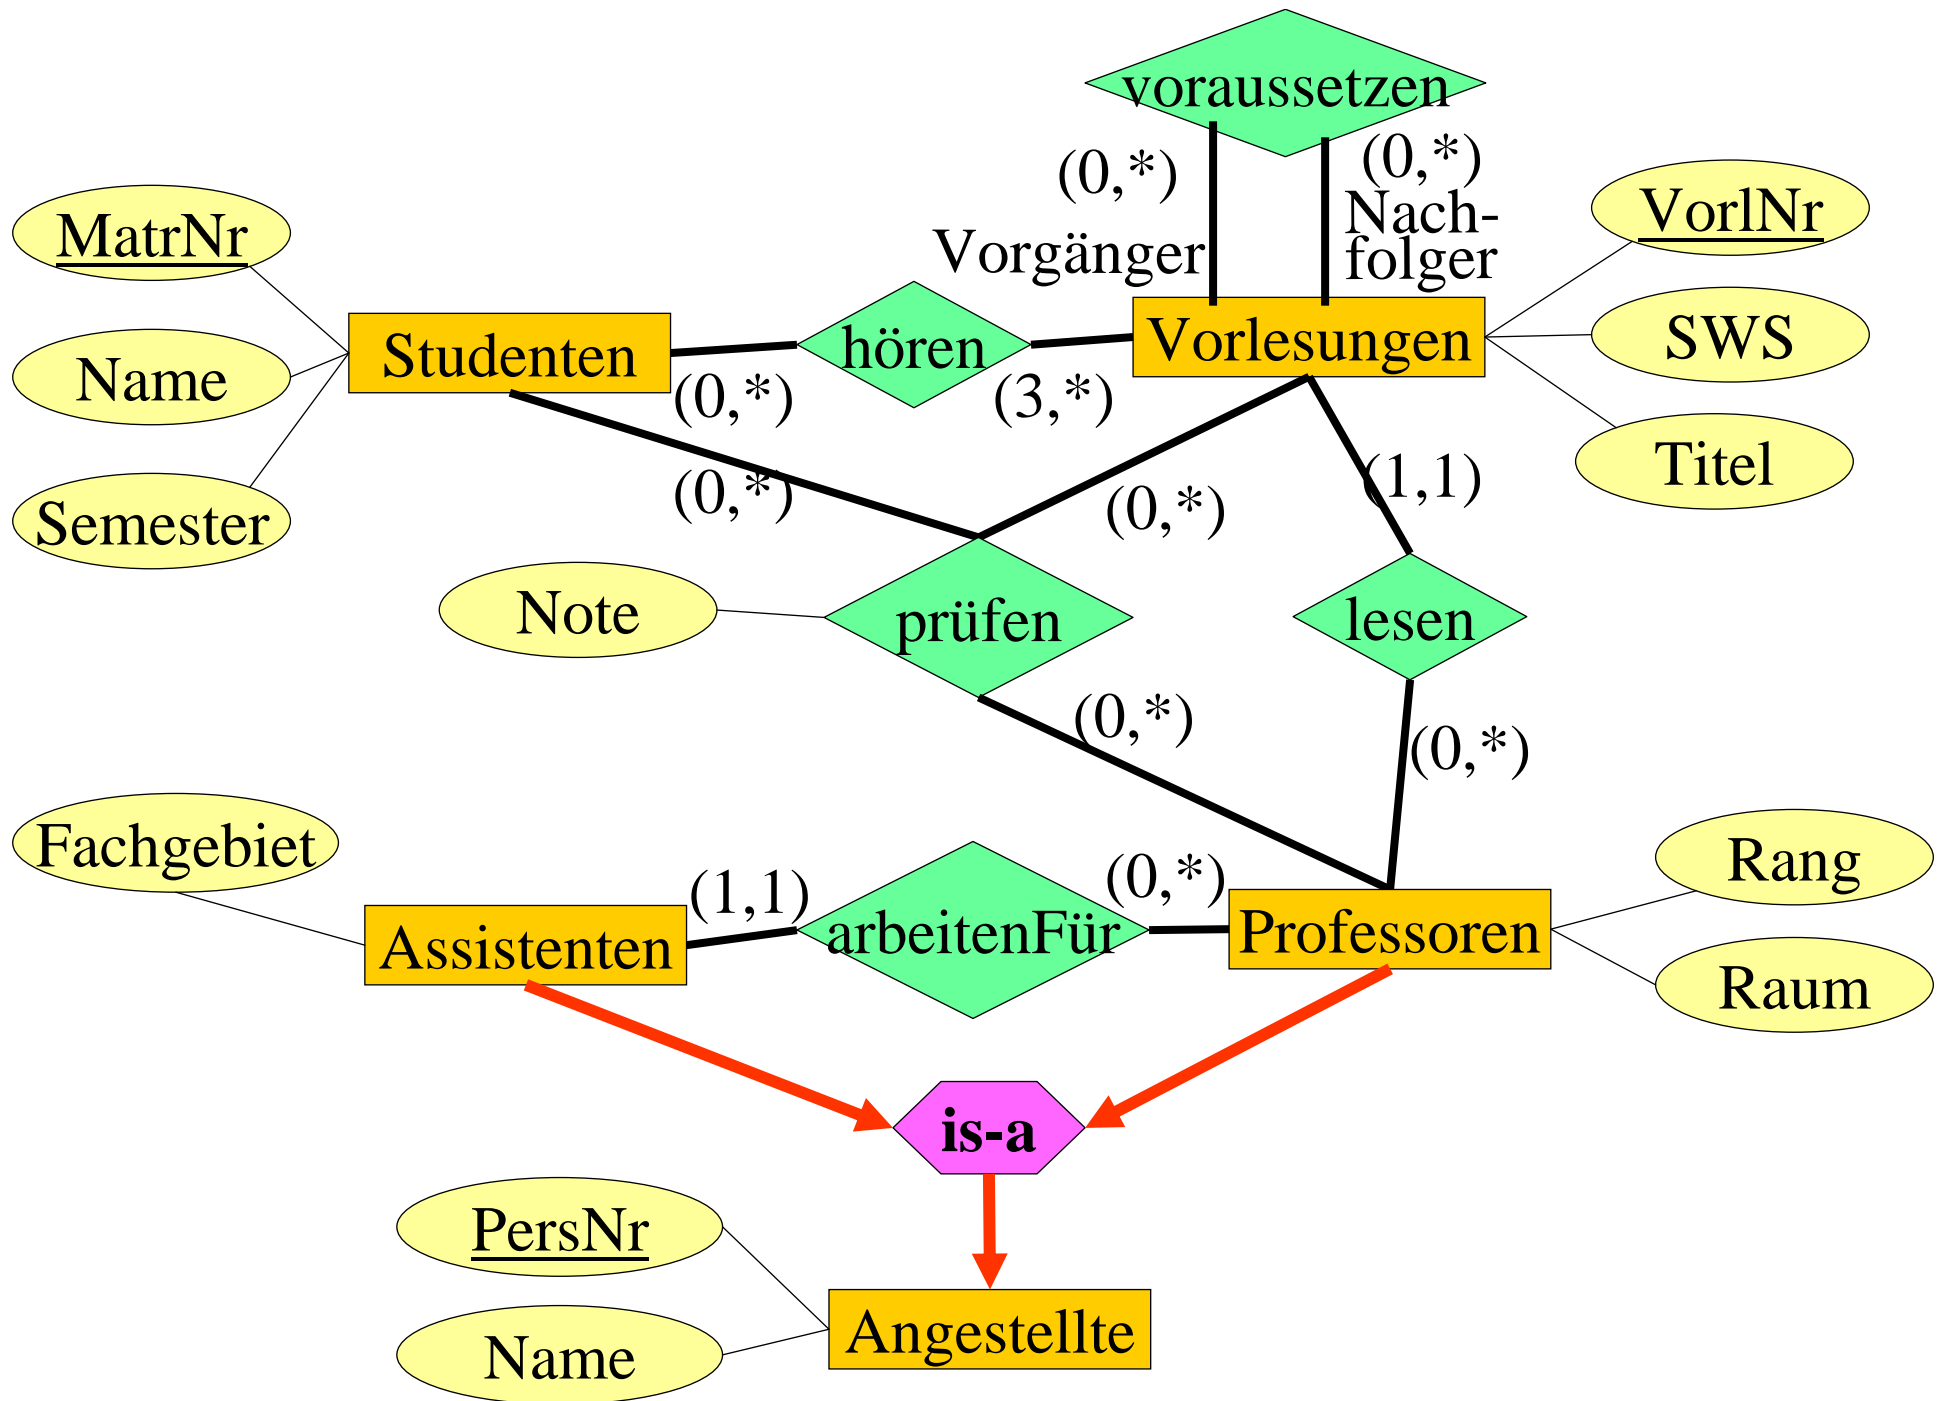 voraussetzen
(0,*)
(0,*)
Vorgänger
Nach-
folger
MatrNr
Name
Semester
Studenten
hören
Vorlesungen
VorlNr
SWS
Titel
(0,*)
(3,*)
(0,*)
(0,*)
(1,1)
Note
prüfen
lesen
(0,*)
(0,*)
Fachgebiet
Assistenten
(1,1)
arbeitenFür
(0,*)
Professoren
Rang
Raum
is-a
PersNr
Name
Angestellte